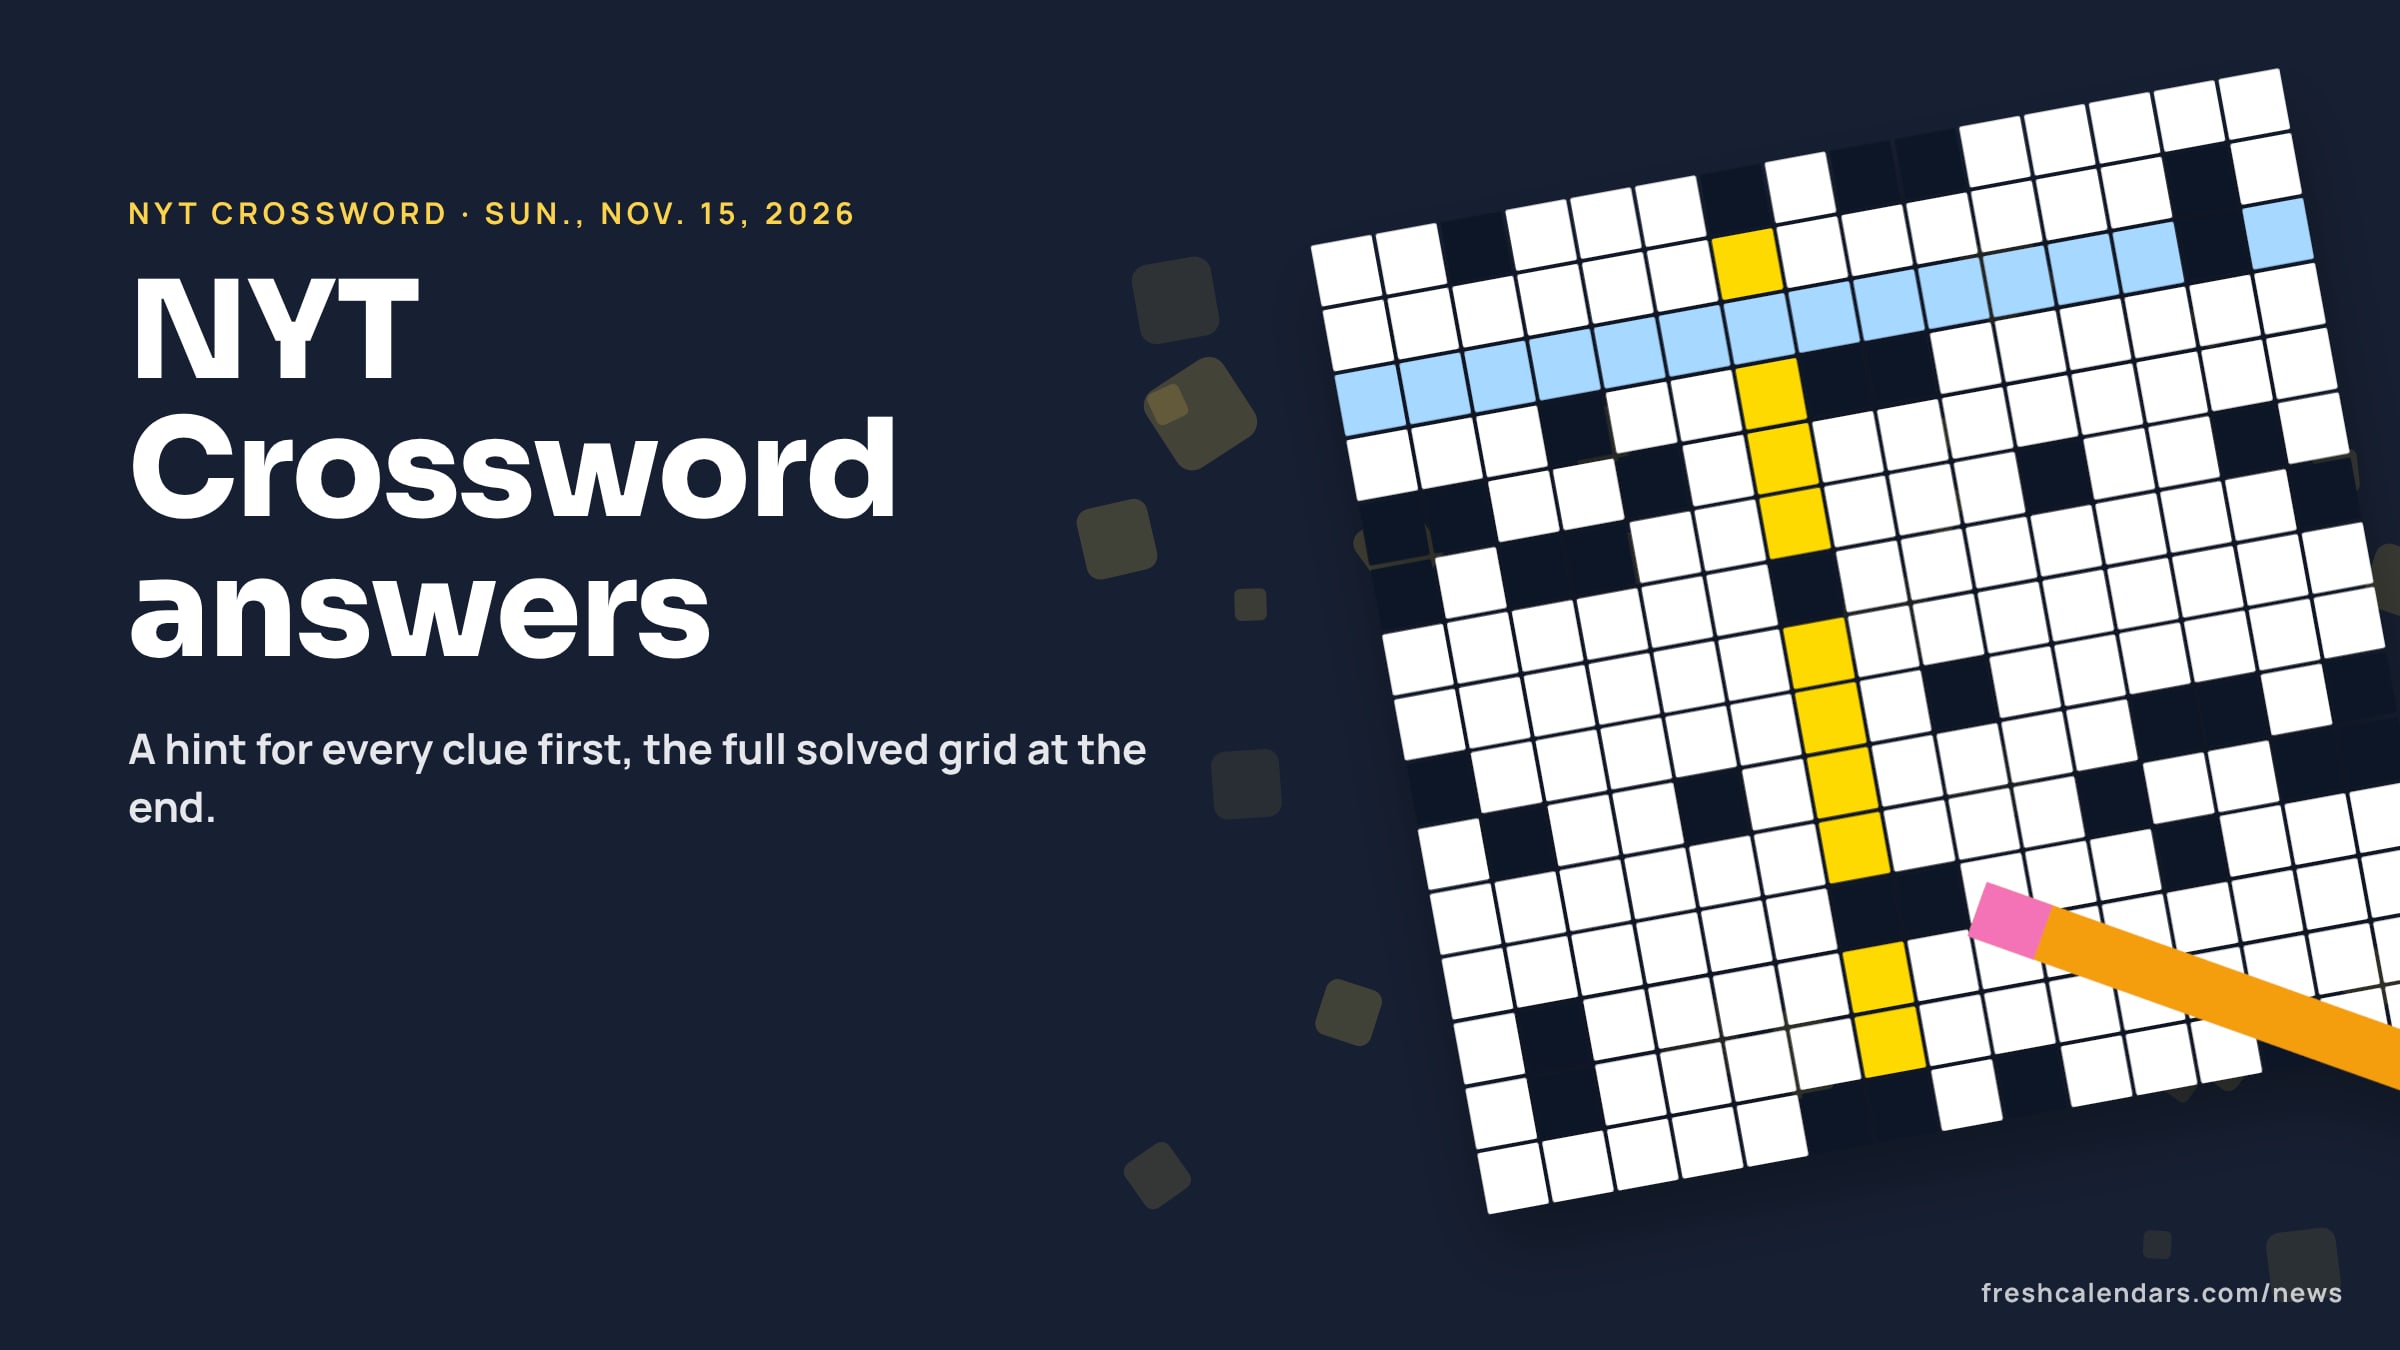 NYT CROSSWORD · SUN., NOV. 15, 2026
NYT
Crossword
answers
A hint for every clue first, the full solved grid at the
end.
freshcalendars.com/news